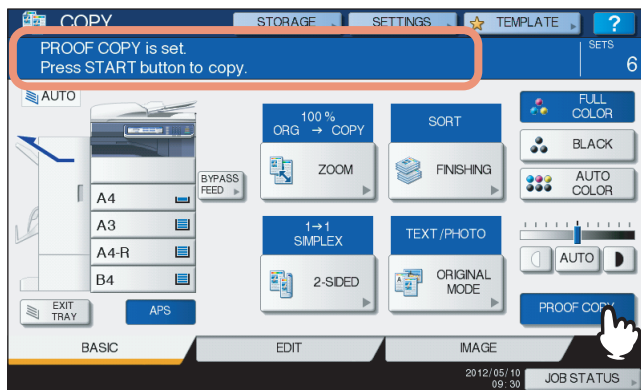 COPY
STORAGE
SETTINGS
TEMPLATE
?
PROOF COPY is set.
Press START button to copy.
SETS
6
AUTO
A4
A3
A4-R
B4
BYPASS
FEED
EXIT
TRAY
APS
100 %
ORG → COPY
ZOOM
SORT
FINISHING
1→1
SIMPLEX
2-SIDED
TEXT/PHOTO
ORIGINAL
MODE
FULL
COLOR
BLACK
AUTO
COLOR
AUTO
PROOF COPY
BASIC
EDIT
IMAGE
2012/05/10
09:30
JOB STATUS